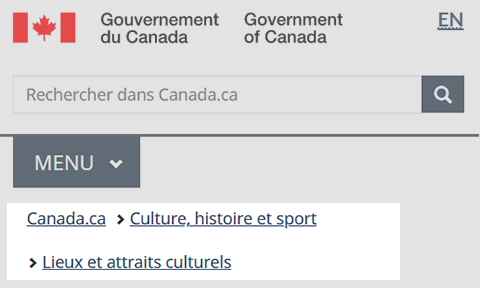 Gouvernement du Canada
Government of Canada
EN
Rechercher dans Canada.ca
MENU
Canada.ca > Culture, histoire et sport
> Lieux et attraits culturels